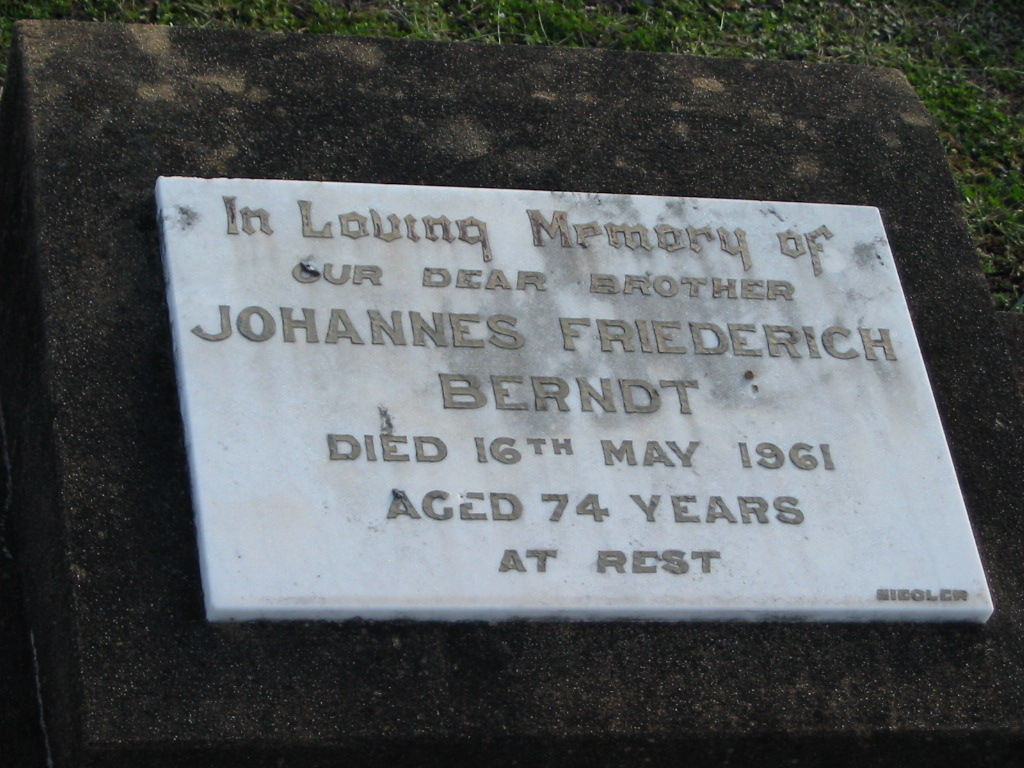 In Loving Memory of
OUR DEAR BROTHER
JOHANNES FRIEDERICH
BERNDT
DIED 16TH MAY 1961
AGED 74 YEARS
AT REST
SIEGLER